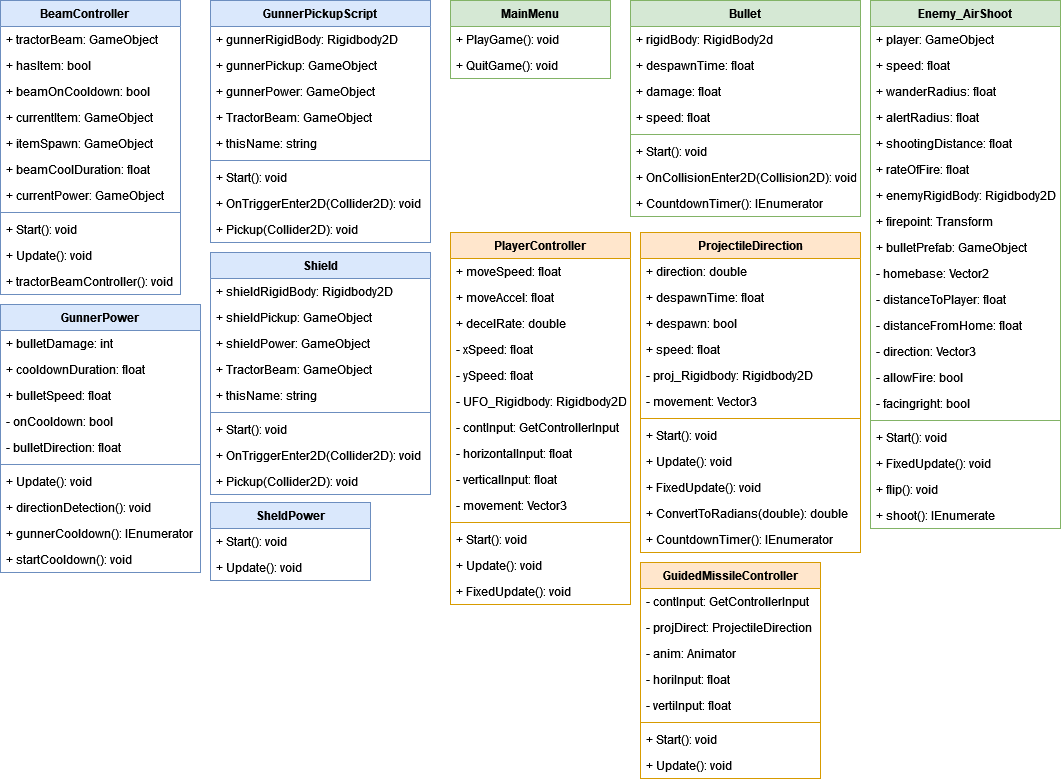 BeamController
+ tractorBeam: GameObject
+ hasItem: bool
+ beamOnCooldown: bool
+ currentItem: GameObject
+ itemSpawn: GameObject
+ beamCoolDuration: float
+ currentPower: GameObject
+ Start(): void
+ Update(): void
+ tractorBeamController(): void
GunnerPower
+ bulletDamage: int
+ cooldownDuration: float
+ bulletSpeed: float
- onCooldown: bool
- bulletDirection: float
+ Update(): void
+ directionDetection(): void
+ gunnerCooldown(): IEnumerator
+ startCooldown(): void
GunnerPickupScript
+ gunnerRigidBody: Rigidbody2D
+ gunnerPickup: GameObject
+ gunnerPower: GameObject
+ TractorBeam: GameObject
+ thisName: string
+ Start(): void
+ OnTriggerEnter2D(Collider2D): void
+ Pickup(Collider2D): void
Shield
+ shieldRigidBody: Rigidbody2D
+ shieldPickup: GameObject
+ shieldPower: GameObject
+ TractorBeam: GameObject
+ thisName: string
+ Start(): void
+ OnTriggerEnter2D(Collider2D): void
+ Pickup(Collider2D): void
SheldPower
+ Start(): void
+ Update(): void
MainMenu
+ PlayGame(): void
+ QuitGame(): void
PlayerController
+ moveSpeed: float
+ moveAccel: float
+ decelRate: double
- xSpeed: float
- ySpeed: float
- UFO_Rigidbody: Rigidbody2D
- contInput: GetControllerInput
- horizontalInput: float
- verticalInput: float
- movement: Vector3
+ Start(): void
+ Update(): void
+ FixedUpdate(): void
Bullet
+ rigidBody: RigidBody2d
+ despawnTime: float
+ damage: float
+ speed: float
+ Start(): void
+ OnCollisionEnter2D(Collision2D): void
+ CountdownTimer(): IEnumerator
ProjectileDirection
+ direction: double
+ despawnTime: float
+ despawn: bool
+ speed: float
- proj_Rigidbody: Rigidbody2D
- movement: Vector3
+ Start(): void
+ Update(): void
+ FixedUpdate(): void
+ ConvertToRadians(double): double
+ CountdownTimer(): IEnumerator
GuidedMissileController
- contInput: GetControllerInput
- projDirect: ProjectileDirection
- anim: Animator
- horiInput: float
- vertiInput: float
+ Start(): void
+ Update(): void
Enemy_AirShoot
+ player: GameObject
+ speed: float
+ wanderRadius: float
+ alertRadius: float
+ shootingDistance: float
+ rateOfFire: float
+ enemyRigidBody: Rigidbody2D
+ firepoint: Transform
+ bulletPrefab: GameObject
- homebase: Vector2
- distanceToPlayer: float
- distanceFromHome: float
- direction: Vector3
- allowFire: bool
- facingright: bool
+ Start(): void
+ FixedUpdate(): void
+ flip(): void
+ shoot(): IEnumerate